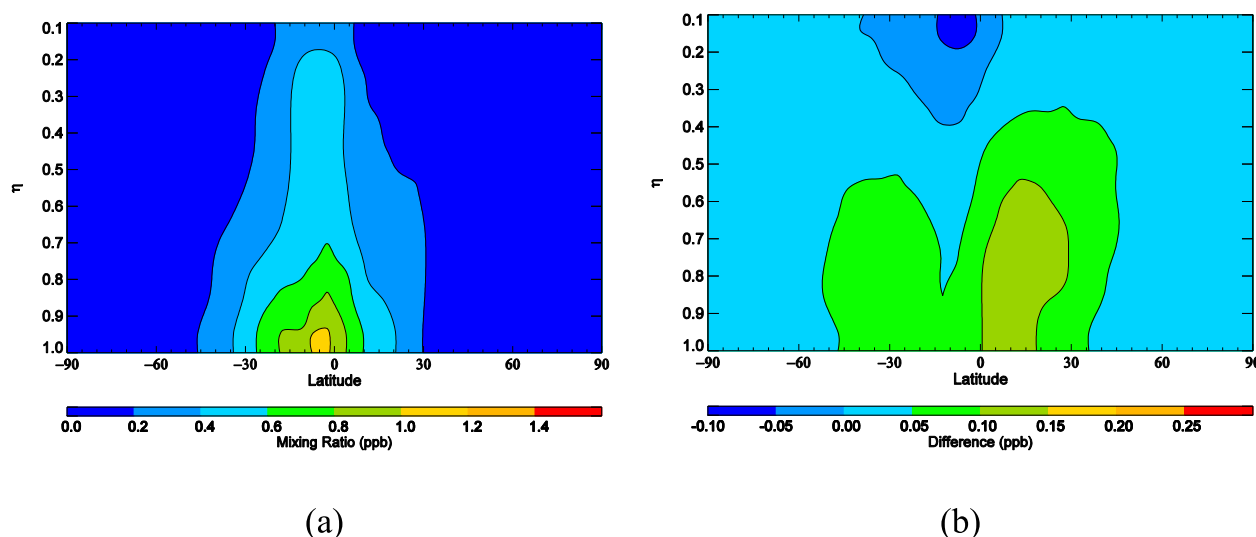 0.1
0.2
0.3
0.4
0.5
0.6
0.7
0.8
0.9
1.0
η
−90 −60 −30 0 30 60 90
Latitude
0.0 0.2 0.4 0.6 0.8 1.0 1.2 1.4
Mixing Ratio (ppb)
(a)
0.1
0.2
0.3
0.4
0.5
0.6
0.7
0.8
0.9
1.0
η
−90 −60 −30 0 30 60 90
Latitude
-0.10 -0.05 0.00 0.05 0.10 0.15 0.20 0.25
Difference (ppb)
(b)